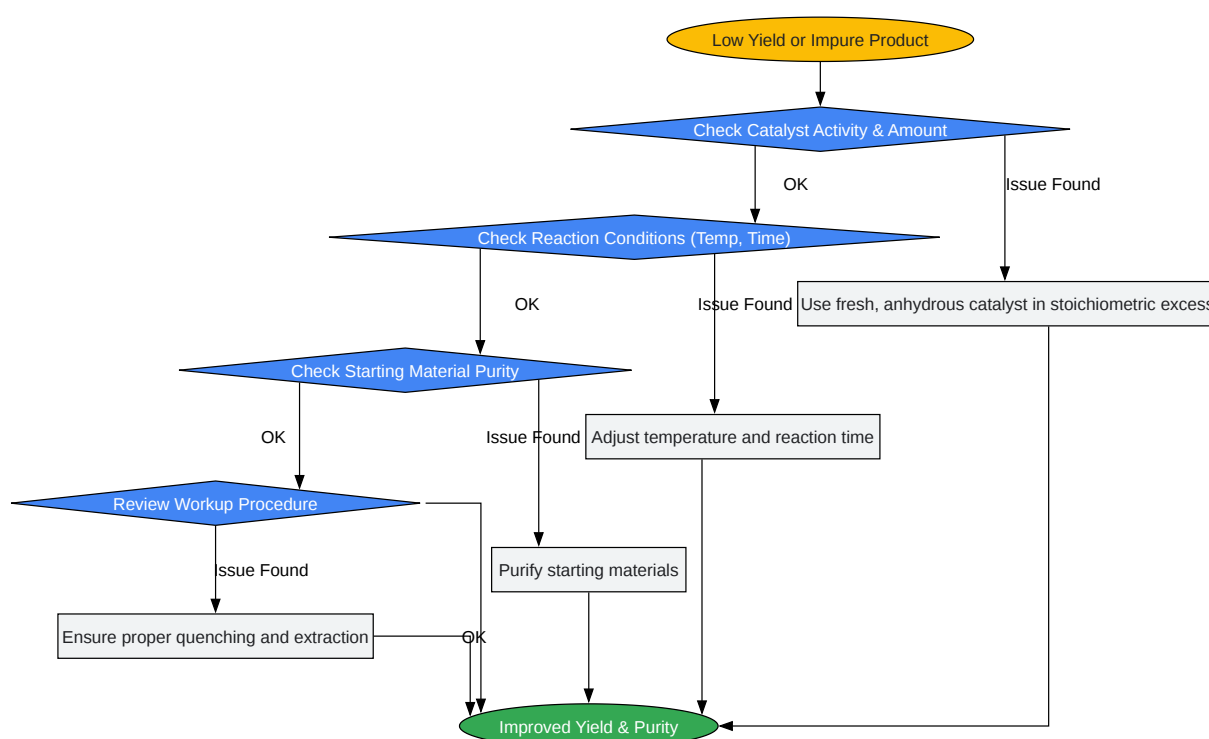 Low Yield or Impure Product
Check Catalyst Activity & Amount
OK
Issue Found
Check Reaction Conditions (Temp, Time)
OK
Issue Found
Use fresh, anhydrous catalyst in stoichiometric excess
Check Starting Material Purity
OK
Issue Found
Adjust temperature and reaction time
Review Workup Procedure
Issue Found
Purify starting materials
Ensure proper quenching and extraction
OK
Improved Yield & Purity